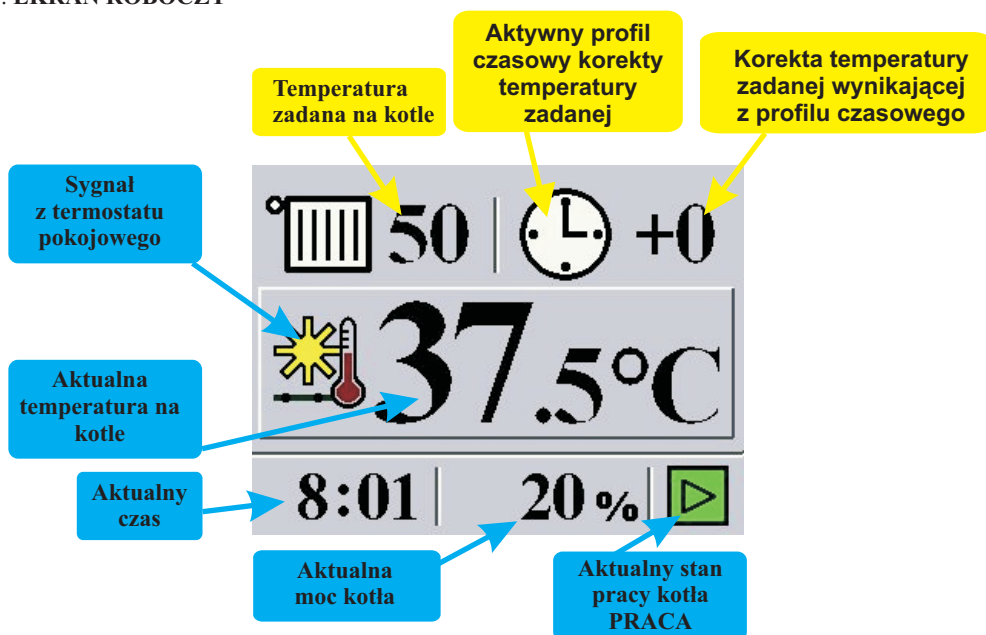 . EKRAN ROBOCZY
Aktywny profil
czasowy korekty
temperatury
zadanej
Korekta temperatury
zadanej wynikającej
z profilu czasowego
Temperatura
zadana na kotle
Sygnał
z termostatu
pokojowego
50
+0
37.5°C
Aktualna
temperatura na
kotle
Aktualny
czas
8:01
20 %
Aktualna
moc kotła
Aktualny stan
pracy kotła
PRACA